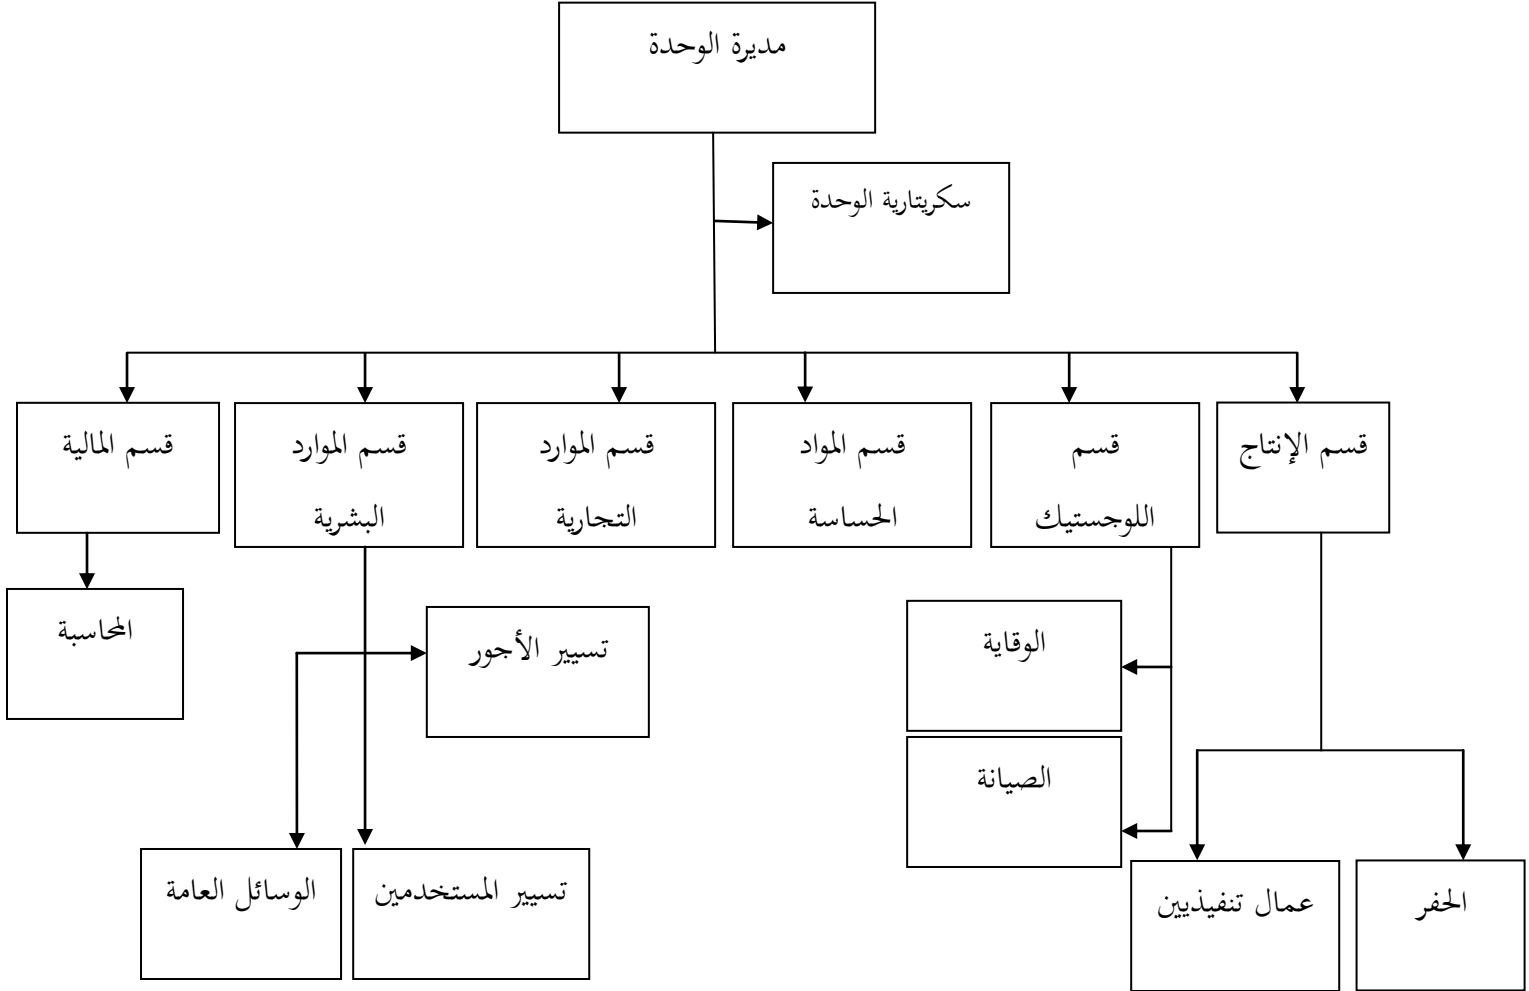 مديرة الوحدة
سكريتارية الوحدة
قسم الإنتاج
قسم
اللوجستيك
قسم المواد
الحساسة
قسم الموارد
التجارية
قسم الموارد
البشرية
قسم المالية
المحاسبة
تسيير الأجور
الوقاية
الصيانة
الحفر
عمال تنفيذيين
تسيير المستخدمين
الوسائل العامة